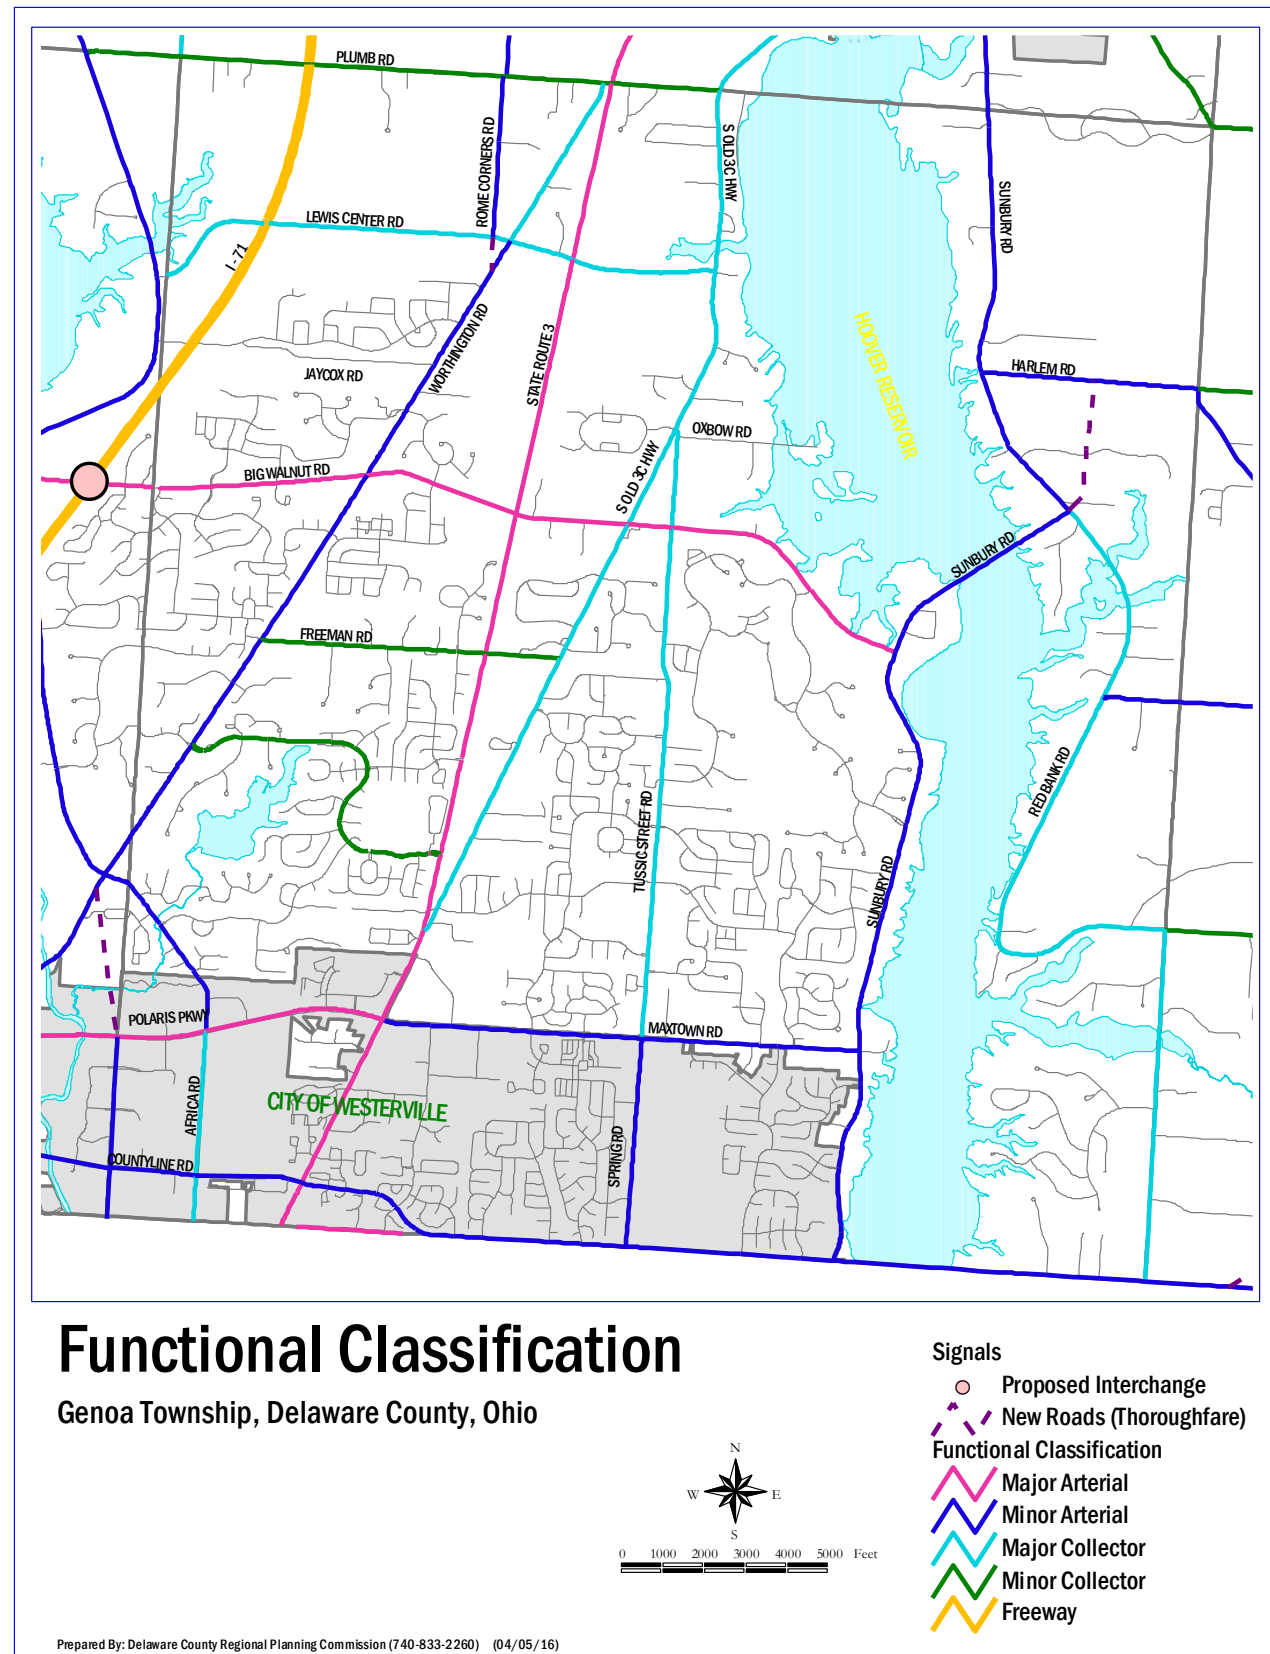 PLUMB RD
ROME CORNERS RD
S OLD 3C HWY
SUNBURY RD
LEWIS CENTER RD
I - 71
WORTHINGTON RD
STATE ROUTE 3
HOOVER RESERVOIR
JAYCOX RD
HARLEM RD
OXBOW RD
S OLD 3C HWY
BIG WALNUT RD
SUNBURY RD
FREEMAN RD
RED BANK RD
TUSSIC STREET RD
SUNBURY RD
POLARIS PKWY
MAXTOWN RD
AFRICA RD
CITY OF WESTERVILLE
SPRING RD
COUNTYLINE RD
Functional Classification
Genoa Township, Delaware County, Ohio
N
W E
S
0 1000 2000 3000 4000 5000 Feet
Signals
Proposed Interchange
New Roads (Thoroughfare)
Functional Classification
Major Arterial
Minor Arterial
Major Collector
Minor Collector
Freeway
Prepared By: Delaware County Regional Planning Commission (740-833-2260) (04/05/16)